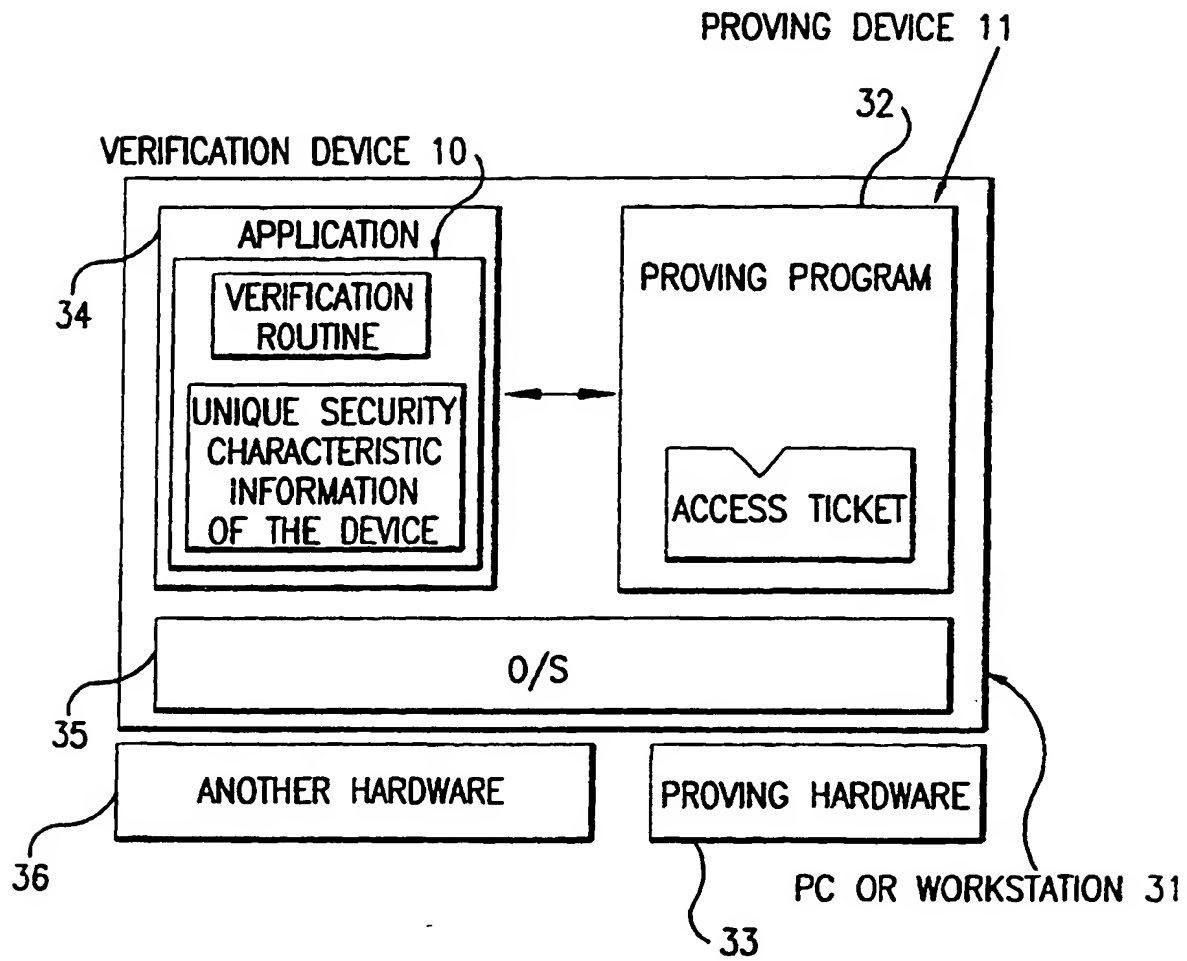 PROVING DEVICE 11
32
VERIFICATION DEVICE 10
APPLICATION
34
VERIFICATION
ROUTINE
UNIQUE SECURITY
CHARACTERISTIC
INFORMATION
OF THE DEVICE
PROVING PROGRAM
ACCESS TICKET
O/S
35
ANOTHER HARDWARE
PROVING HARDWARE
36
PC OR WORKSTATION 31
33